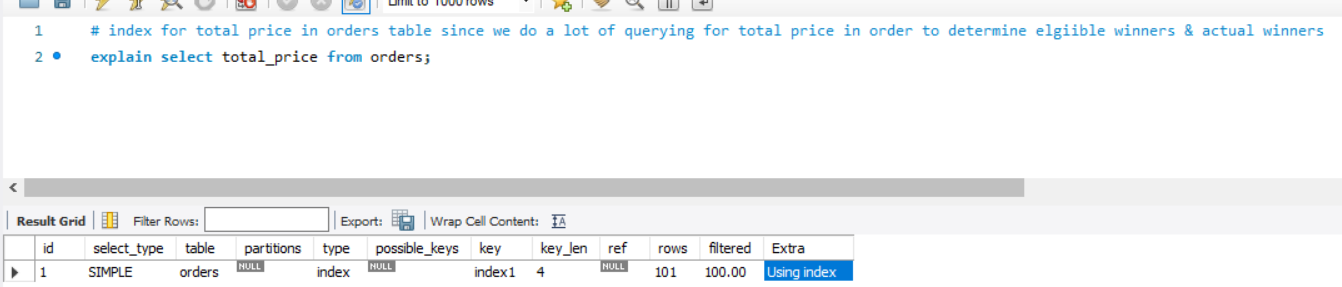 Limit to 1000 rows
1 # index for total price in orders table since we do a lot of querying for total price in order to determine elgiible winners & actual winners
2 explain select total_price from orders;
Result Grid Filter Rows: Export: Wrap Cell Content: IA
id select_type table partitions type possible_keys key key_len ref rows filtered Extra
1 SIMPLE orders NULL index NULL index1 4 NULL 101 100.00 Using index